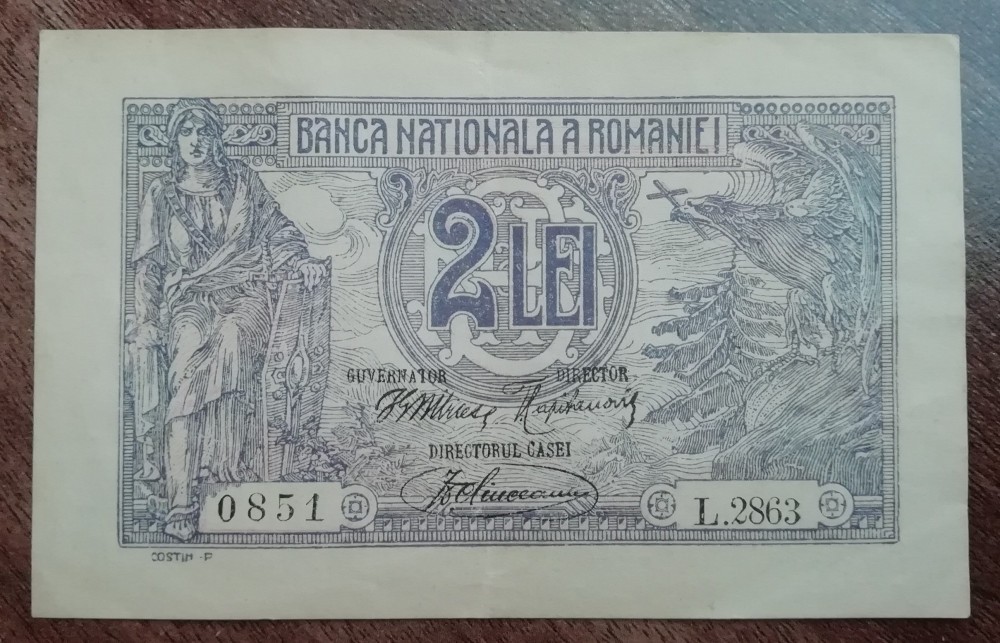 BANCA NATIONALA A ROMANIEI
2 LEI
GUVERNATOR DIRECTOR
DIRECTORUL CASEI
0851 L.2863
COSTIN - P